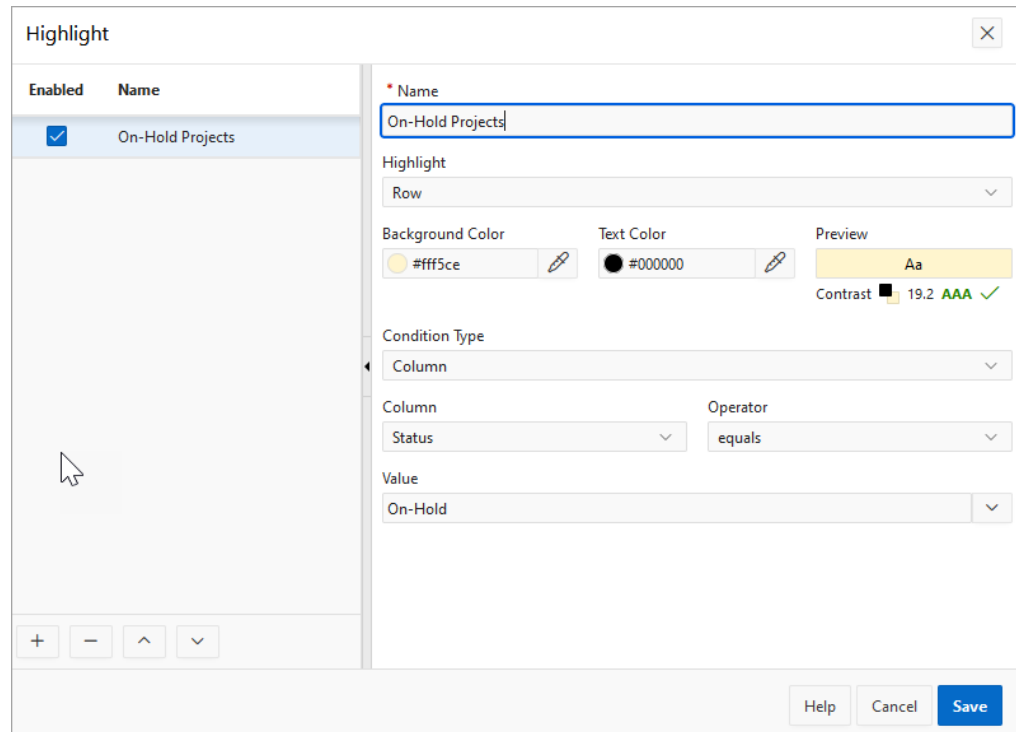 Highlight
Enabled Name
On-Hold Projects
* Name
On-Hold Projects
Highlight
Row
Background Color Text Color Preview
#fff5ce #000000 Aa
Contrast 19.2 AAA
Condition Type
Column
Column Operator
Status equals
Value
On-Hold
Help Cancel Save